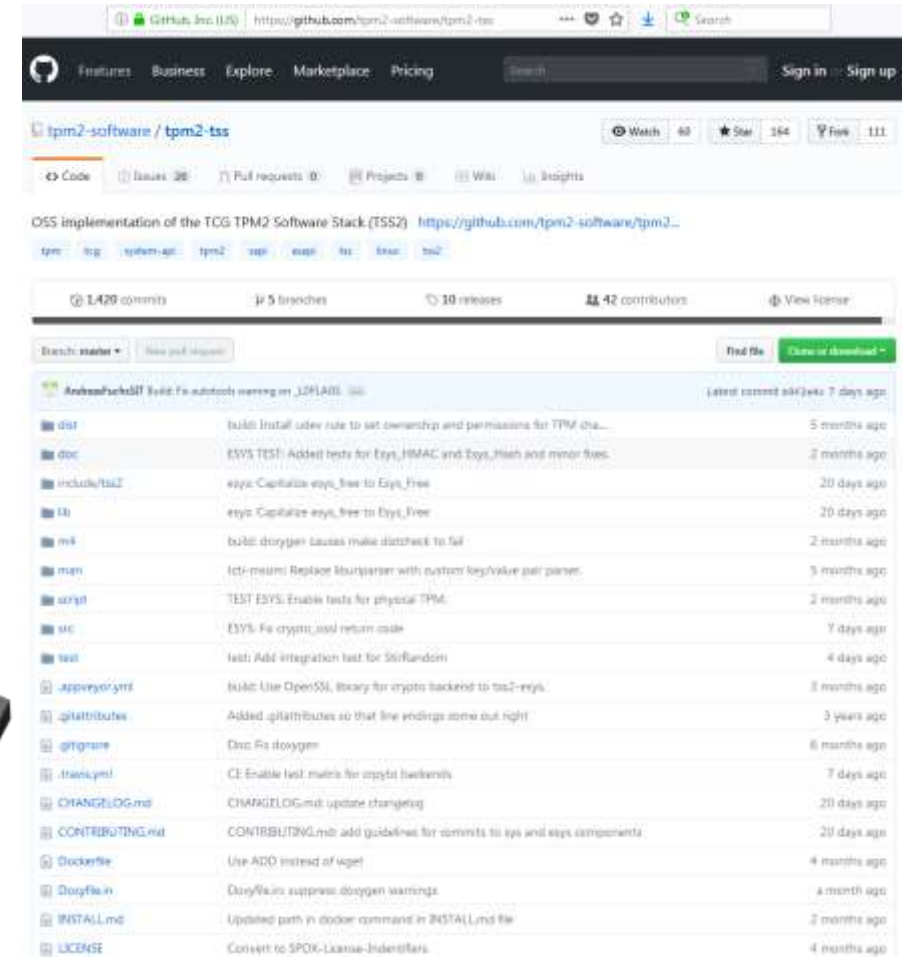 GitHub, Inc. (US) https://github.com/tpm2-software/tpm2-tss ••• Search
Features Business Explore Marketplace Pricing Search Sign in Sign up
tpm2-software / tpm2-tss Watch 60 Star 164 Fork 111
<> Code Issues 20 Pull requests 0 Projects 0 Wiki Insights
OSS implementation of the TCG TPM2 Software Stack (TSS2) https://github.com/tpm2-software/tpm2...
tpm tcg system-api tpm2 sapi esapi tss linux tss2
1,420 commits 5 branches 10 releases 42 contributors View license
Branch: master New pull request Find file Clone or download
AndreasFuchsSIT Build: Fix autotools warning on Latest commit 7 days ago
dist build: Install udev rule to set ownership and permissions for TPM cha... 5 months ago
doc ESYS TEST: Added tests for Esys_HMAC and Esys_Hash and minor fixes. 2 months ago
include/tss2 esys: Capitalize esys_free to Esys_Free 20 days ago
lib esys: Capitalize esys_free to Esys_Free 20 days ago
m4 build: doxygen causes make distcheck to fail 2 months ago
man tcti-mssim: Replace liburiparser with custom key/value pair parser. 5 months ago
script TEST ESYS: Enable tests for physical TPM. 2 months ago
src ESYS: Fix crypto_ossl return code 7 days ago
test test: Add integration test for StirRandom 4 days ago
.appveyor.yml build: Use OpenSSL library for crypto backend to tss2-esys. 3 months ago
.gitattributes Added .gitattributes so that line endings come out right 3 years ago
.gitignore Doc: Fix doxygen 6 months ago
.travis.yml CI: Enable test matrix for crypto backends 7 days ago
CHANGELOG.md CHANGELOG.md: update changelog 20 days ago
CONTRIBUTING.md CONTRIBUTING.md: add guidelines for commits to sys and esys components 20 days ago
Dockerfile Use ADD instead of wget 4 months ago
Doxyfile.in Doxyfile.in: suppress doxygen warnings a month ago
INSTALL.md Updated path in docker command in INSTALL.md file 2 months ago
LICENSE Convert to SPDX-License-Indentifiers 4 months ago